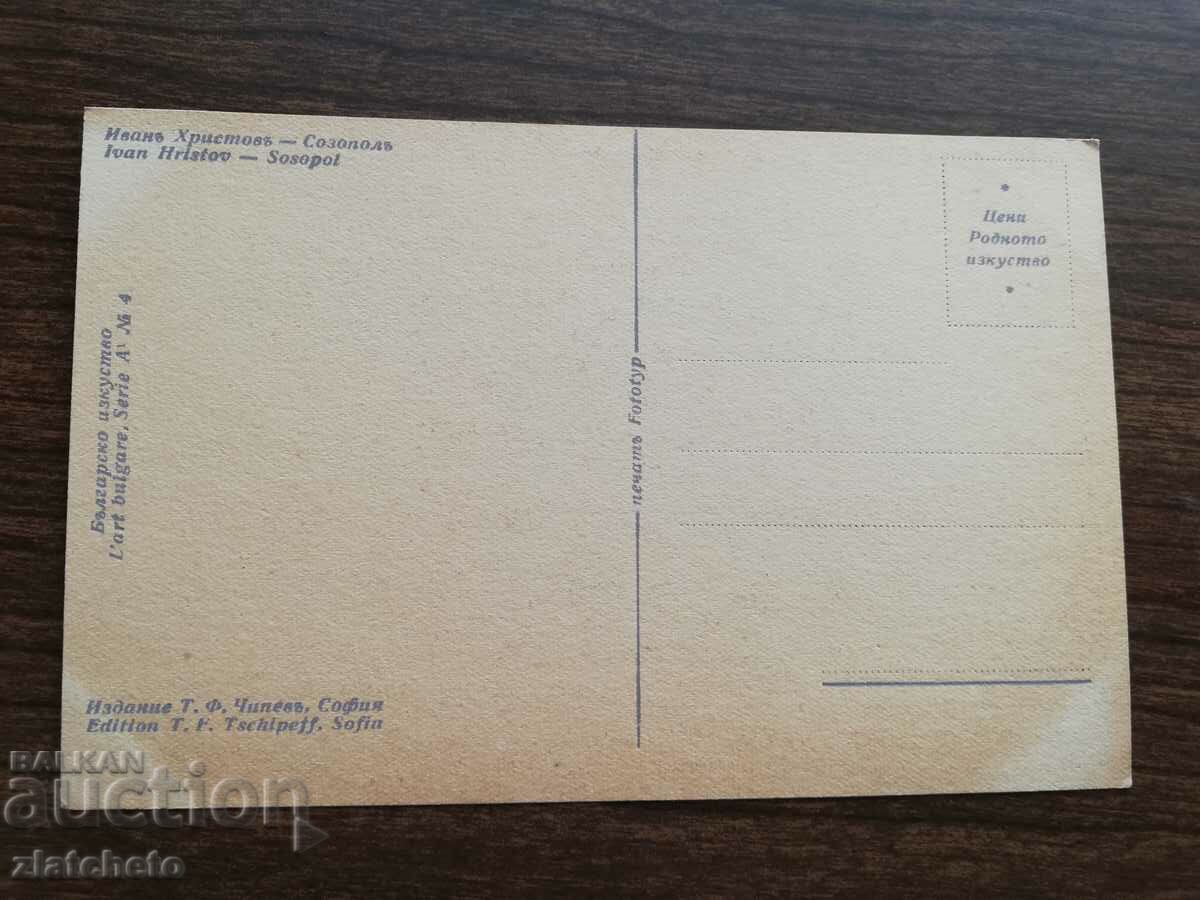 Иванъ Христовъ — Созополъ
Ivan Hristov — Sosopol
Цени
Родното
изкуство
Българско изкуство
L'art bulgare, Serie A¹ № 4
печатъ Fototyp
Издание Т. Ф. Чипевъ, София
Edition T. F. Tschipeff, Sofia
BALKAN
auction
zlatcheto